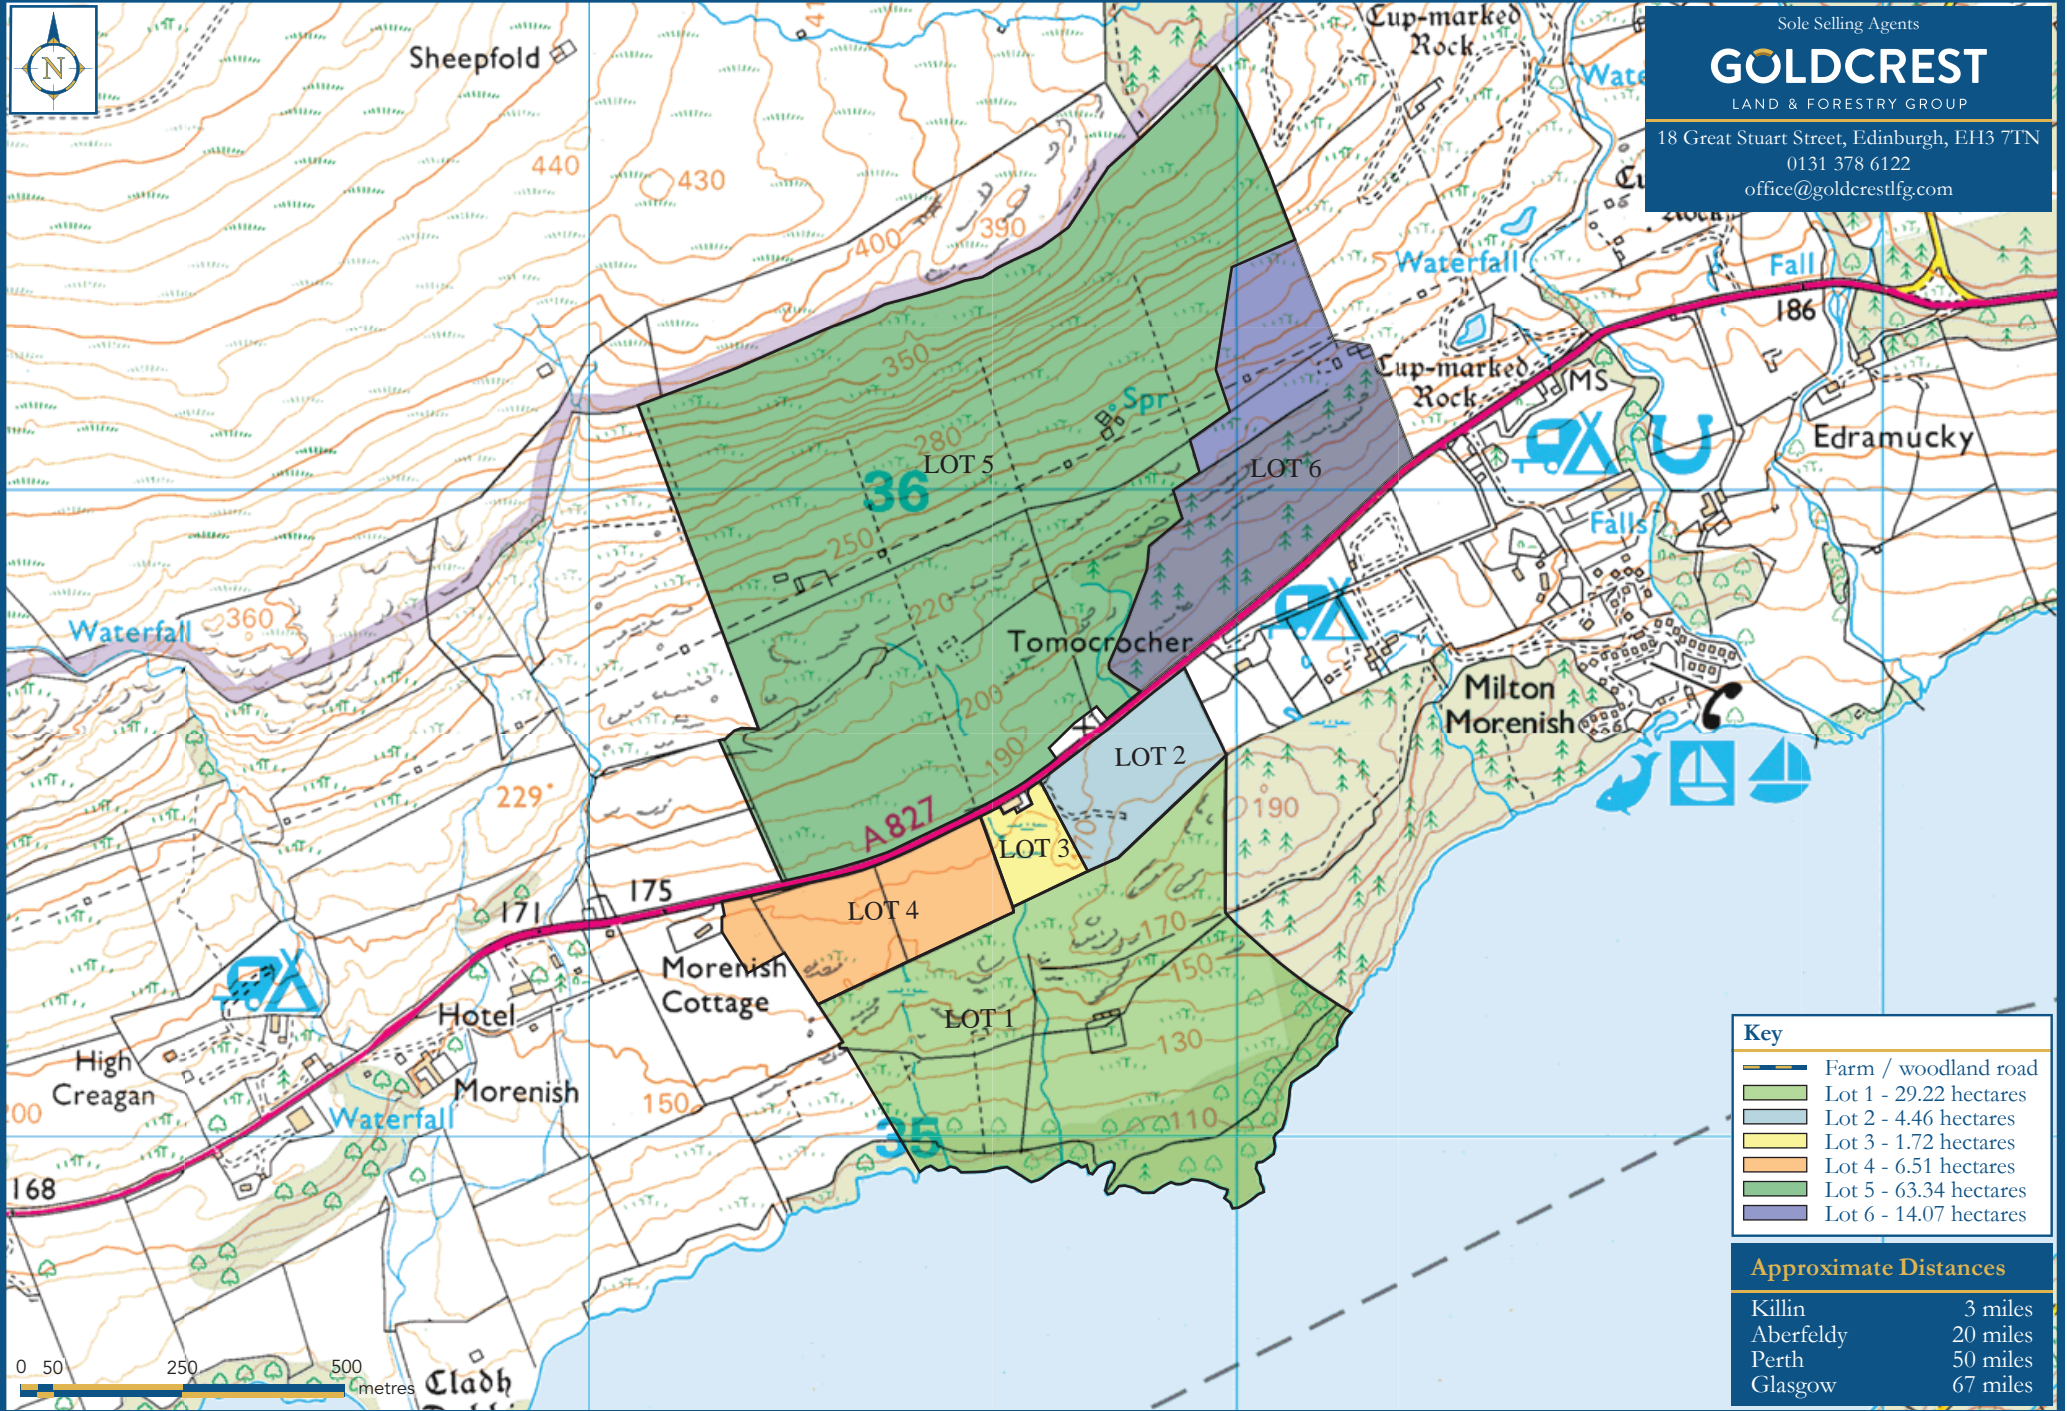 N
Sheepfold
440
430
400
390
41
Cup-marked
Rock
Wate
Cu
Rock
Sole Selling Agents
GOLDCREST
LAND & FORESTRY GROUP
18 Great Stuart Street, Edinburgh, EH3 7TN
0131 378 6122
office@goldcrestlfg.com
Waterfall
Fall
186
350
Cup-marked
Rock
MS
Spr
280
LOT 5
36
LOT 6
Edramucky
Falls
250
220
Waterfall
360
Tomocrocher
200
190
Milton
Morenish
LOT 2
229
A 827
190
LOT 3
175
171
LOT 4
170
150
Morenish
Cottage
LOT 1
130
Hotel
High
Creagan
Morenish
Waterfall
150
110
35
200
168
Cladh
0 50 250 500
metres
Key
Farm / woodland road
Lot 1 - 29.22 hectares
Lot 2 - 4.46 hectares
Lot 3 - 1.72 hectares
Lot 4 - 6.51 hectares
Lot 5 - 63.34 hectares
Lot 6 - 14.07 hectares
Approximate Distances
Killin 3 miles
Aberfeldy 20 miles
Perth 50 miles
Glasgow 67 miles